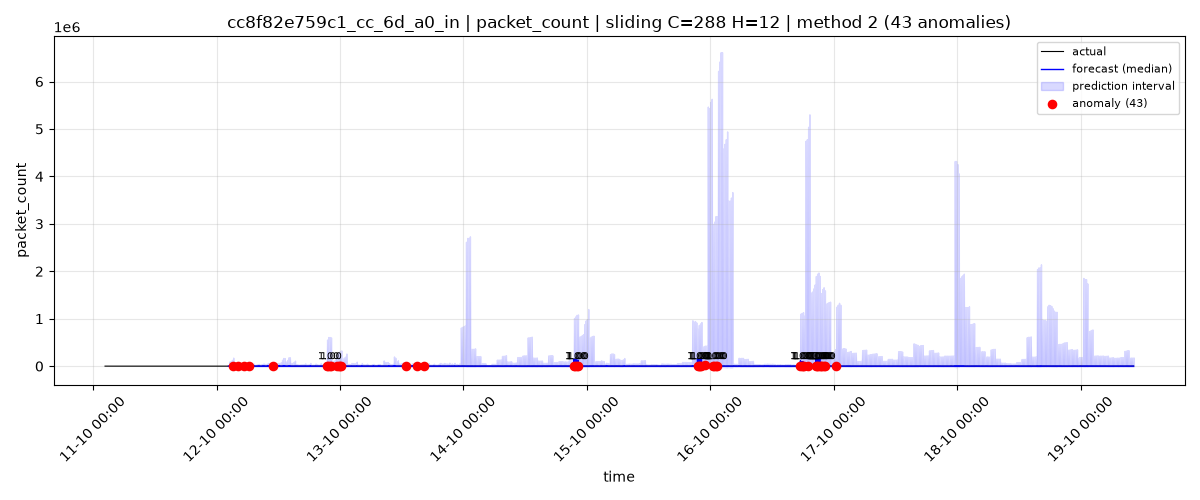 cc8f82e759c1_cc_6d_a0_in | packet_count | sliding C=288 H=12 | method 2 (43 anomalies)
1e6
actual
forecast (median)
prediction interval
anomaly (43)
6
5
4
3
2
1
0
packet_count
1.00
11-10 00:00
12-10 00:00
13-10 00:00
14-10 00:00
15-10 00:00
16-10 00:00
17-10 00:00
18-10 00:00
19-10 00:00
time